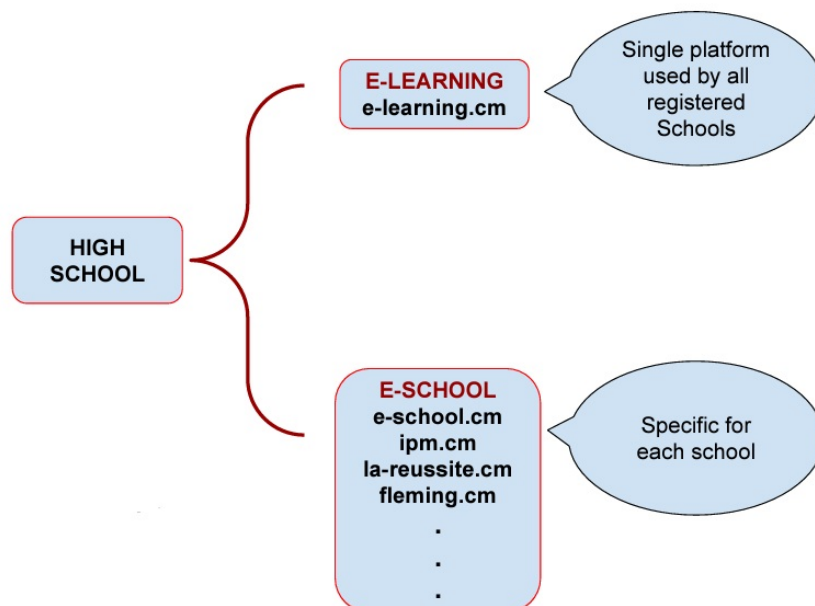 E-LEARNING
e-learning.cm
Single platform
used by all
registered
Schools
HIGH
SCHOOL
E-SCHOOL
e-school.cm
ipm.cm
la-reussite.cm
fleming.cm
.
.
.
Specific for
each school